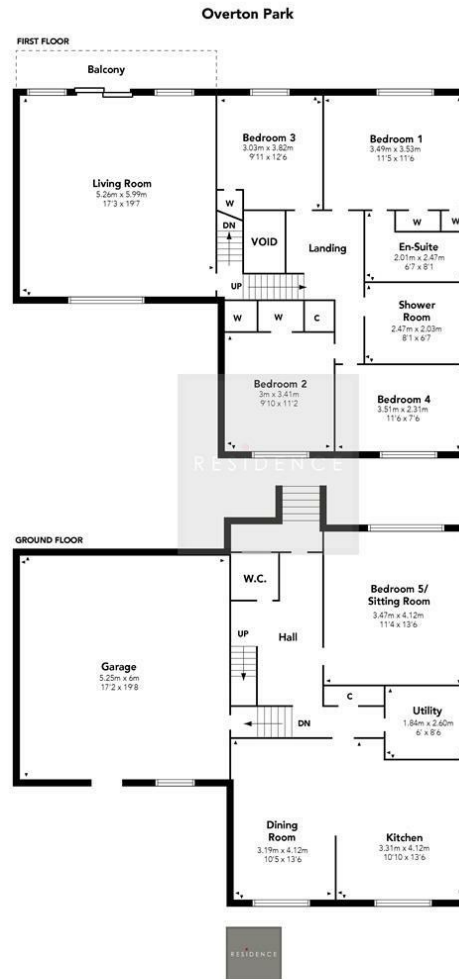 Overton Park
FIRST FLOOR
Balcony
Living Room
5.26m x 5.99m
17'3 x 19'7
Bedroom 3
3.03m x 3.82m
9'11 x 12'6
Bedroom 1
3.49m x 3.53m
11'5 x 11'6
W
DN
VOID
Landing
W
W
En-Suite
2.01m x 2.47m
6'7 x 8'1
UP
W
W
C
Shower
Room
2.47m x 2.03m
8'1 x 6'7
Bedroom 2
3m x 3.41m
9'10 x 11'2
Bedroom 4
3.51m x 2.31m
11'6 x 7'6
RESIDENCE
GROUND FLOOR
W.C.
Bedroom 5/
Sitting Room
3.47m x 4.12m
11'4 x 13'6
Garage
5.25m x 6m
17'2 x 19'8
UP
Hall
C
DN
Utility
1.84m x 2.60m
6' x 8'6
Dining
Room
3.19m x 4.12m
10'5 x 13'6
Kitchen
3.31m x 4.12m
10'10 x 13'6
RESIDENCE